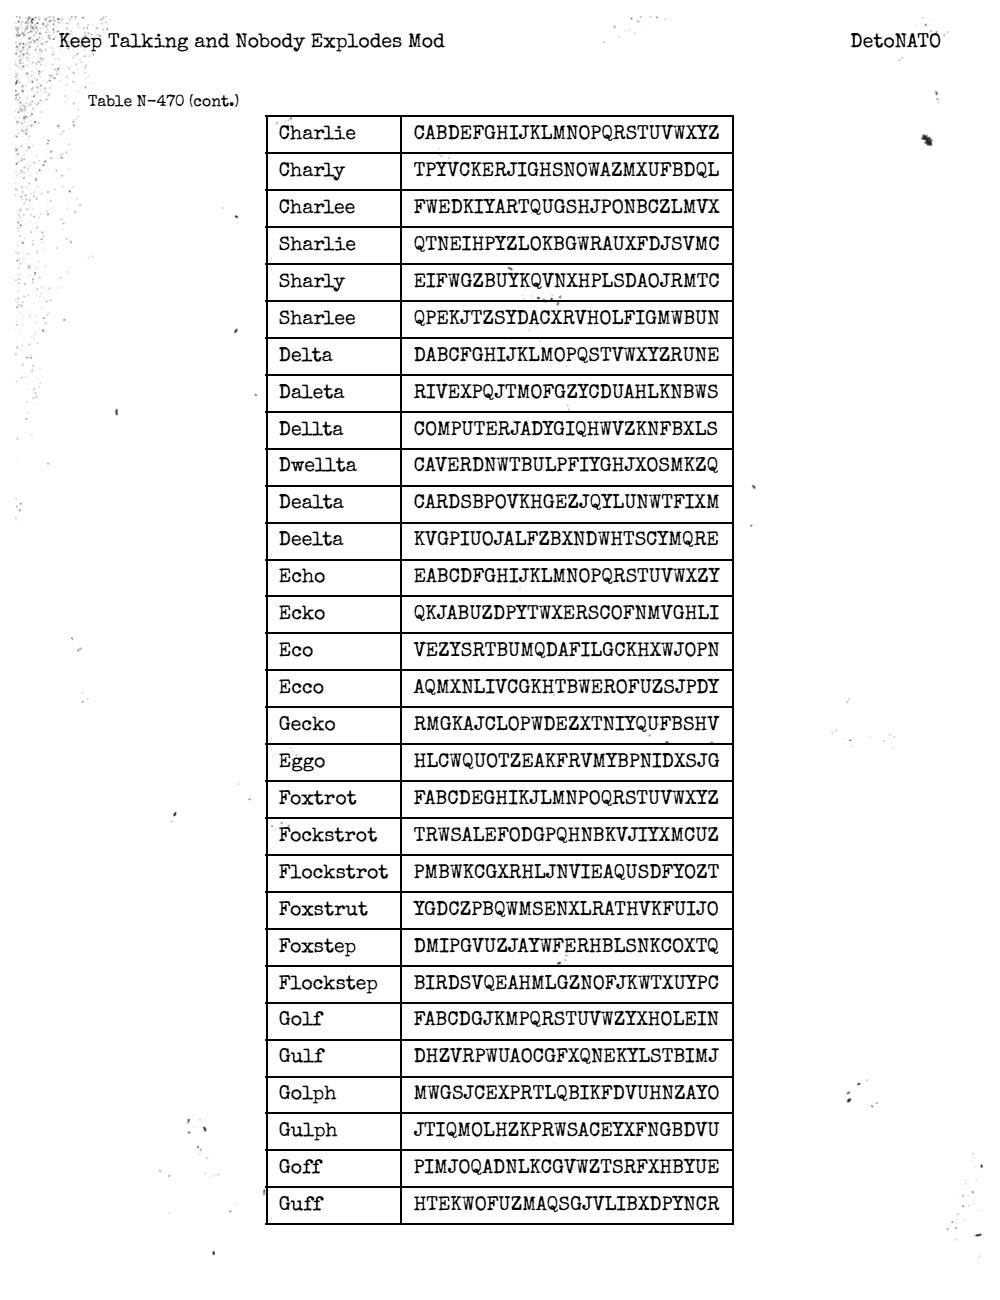 Keep Talking and Nobody Explodes Mod DetoNATO
Table N-470 (cont.)
Charlie CABDEFGHIJKLMNOPQRSTUVWXYZ
Charly TPYVCKERJIGHSNOWAZMXUFBDQL
Charlee FWEDKIYARTQUGSHJPONBCZLMVX
Sharlie QTNEIHPYZLOKBGWRAUXFDJSVMC
Sharly EIFWGZBUYKQVNXHPLSDAOJRMTC
Sharlee QPEKJTZSYDACXRVHOLFIGMWBUN
Delta DABCFGHIJKLMOPQSTVWXYZRUNE
Daleta RIVEXPQJTMOFGZYCDUAHLKNBWS
Dellta COMPUTERJADYGIQHWVZKNFBXLS
Dwellta CAVERDNWTBULPFIYGHJXOSMKZQ
Dealta CARDSBPOVKHGEZJQYLUNWTFIXM
Deelta KVGPIUOJALFZBXNDWHTSCYMQRE
Echo EABCDFGHIJKLMNOPQRSTUVWXZY
Ecko QKJABUZDPYTWXERSCOFNMVGHLI
Eco VEZYSRTBUMQDAFILGCKHXWJOPN
Ecco AQMXNLIVCGKHTBWEROFUZSJPDY
Gecko RMGKAJCLOPWDEZXTNIYQUFBSHV
Eggo HLCWQUOTZEAKFRVMYBPNIDXSJG
Foxtrot FABCDEGHIKJLMNPOQRSTUVWXYZ
Fockstrot TRWSALEFODGPQHNBKVJIYXMCUZ
Flockstrot PMBWKCGXRHLJNVIEAQUSDFYOZT
Foxstrut YGDCZPBQWMSENXLRATHVKFUIJO
Foxstep DMIPGVUZJAYWFERHBLSNKCOXTQ
Flockstep BIRDSVQEAHMLGZNOFJKWTXUYPC
Golf FABCDGJKMPQRSTUVWZYXHOLEIN
Gulf DHZVRPWUAOCGFXQNEKYLSTBIMJ
Golph MWGSJCEXPRTLQBIKFDVUHNZAYO
Gulph JTIQMOLHZKPRWSACEYXFNGBDVU
Goff PIMJOQADNLKCGVWZTSRFXHBYUE
Guff HTEKWOFUZMAQSGJVLIBXDPYNCR